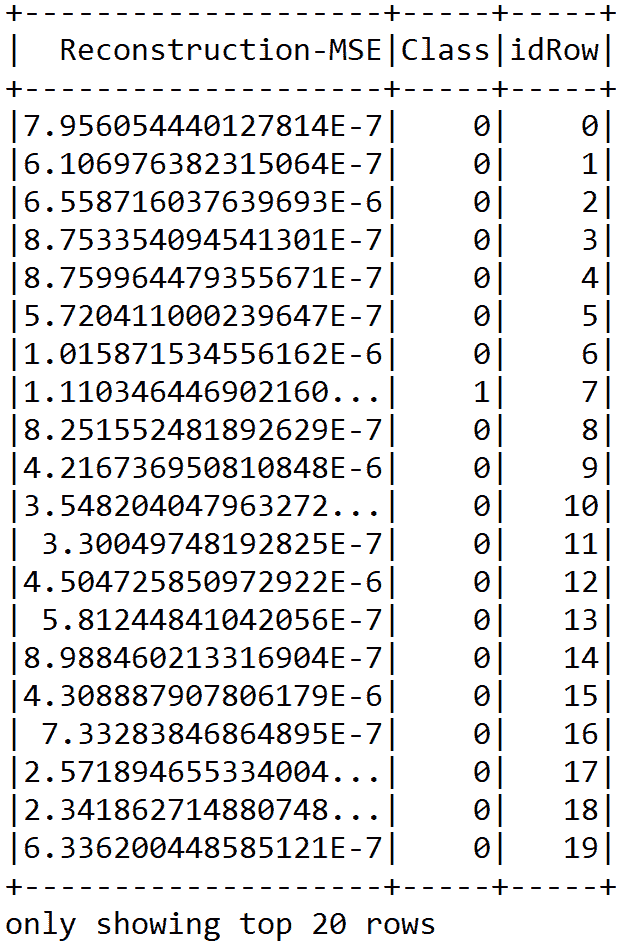 +--------------------+-----+-----+
|  Reconstruction-MSE|Class|idRow|
+--------------------+-----+-----+
|7.956054440127814E-7|    0|    0|
|6.106976382315064E-7|    0|    1|
|6.558716037639693E-6|    0|    2|
|8.753354094541301E-7|    0|    3|
|8.759964479355671E-7|    0|    4|
|5.720411000239647E-7|    0|    5|
|1.015871534556162E-6|    0|    6|
|1.110346446902160...|    1|    7|
|8.251552481892629E-7|    0|    8|
|4.216736950810848E-6|    0|    9|
|3.548204047963272...|    0|   10|
| 3.30049748192825E-7|    0|   11|
|4.504725850972922E-6|    0|   12|
| 5.81244841042056E-7|    0|   13|
|8.988460213316904E-7|    0|   14|
|4.308887907806179E-6|    0|   15|
| 7.33283846864895E-7|    0|   16|
|2.571894655334004...|    0|   17|
|2.341862714880748...|    0|   18|
|6.336200448585121E-7|    0|   19|
+--------------------+-----+-----+
only showing top 20 rows